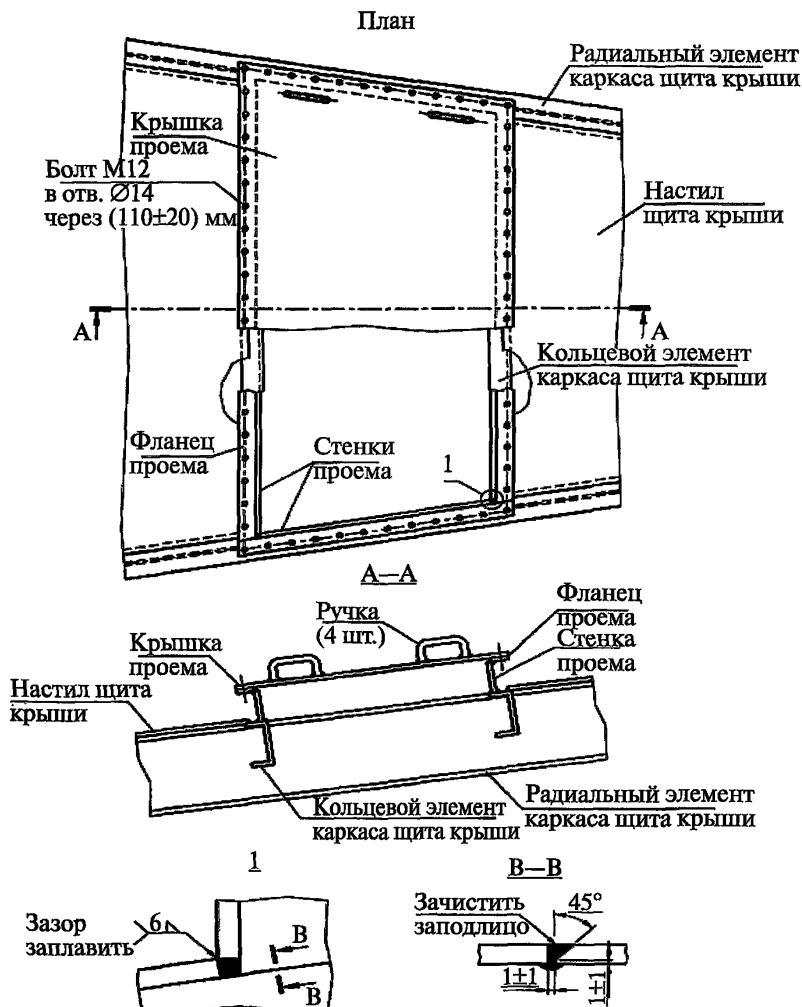 План
Радиальный элемент
каркаса щита крыши
Крышка
проема
Болт М12
в отв. Ø14
через (110±20) мм
Настил
щита крыши
А
А
Кольцевой элемент
каркаса щита крыши
Фланец
проема
Стенки
проема
1
А—А
Ручка
(4 шт.)
Фланец
проема
Стенка
проема
Крышка
проема
Настил щита
крыши
Кольцевой элемент
каркаса щита крыши
Радиальный элемент
каркаса щита крыши
1
Зазор
заплавить
6
В
В
В—В
Зачистить
заподлицо
45°
1±1
1±1